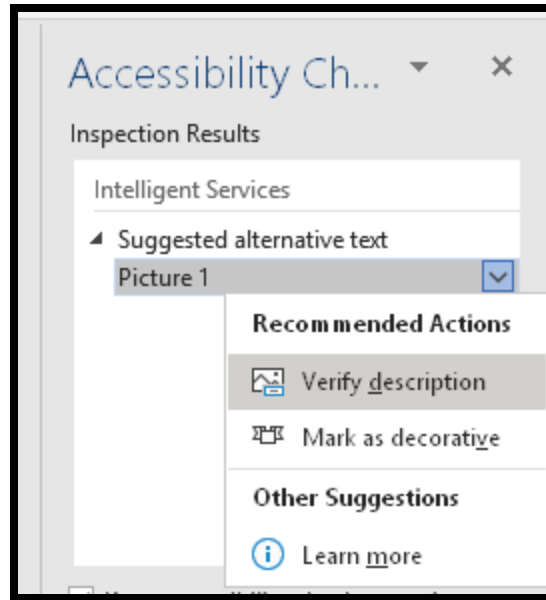 Accessibility Ch...
Inspection Results
Intelligent Services
Suggested alternative text
Picture 1
Recommended Actions
Verify description
Mark as decorative
Other Suggestions
Learn more